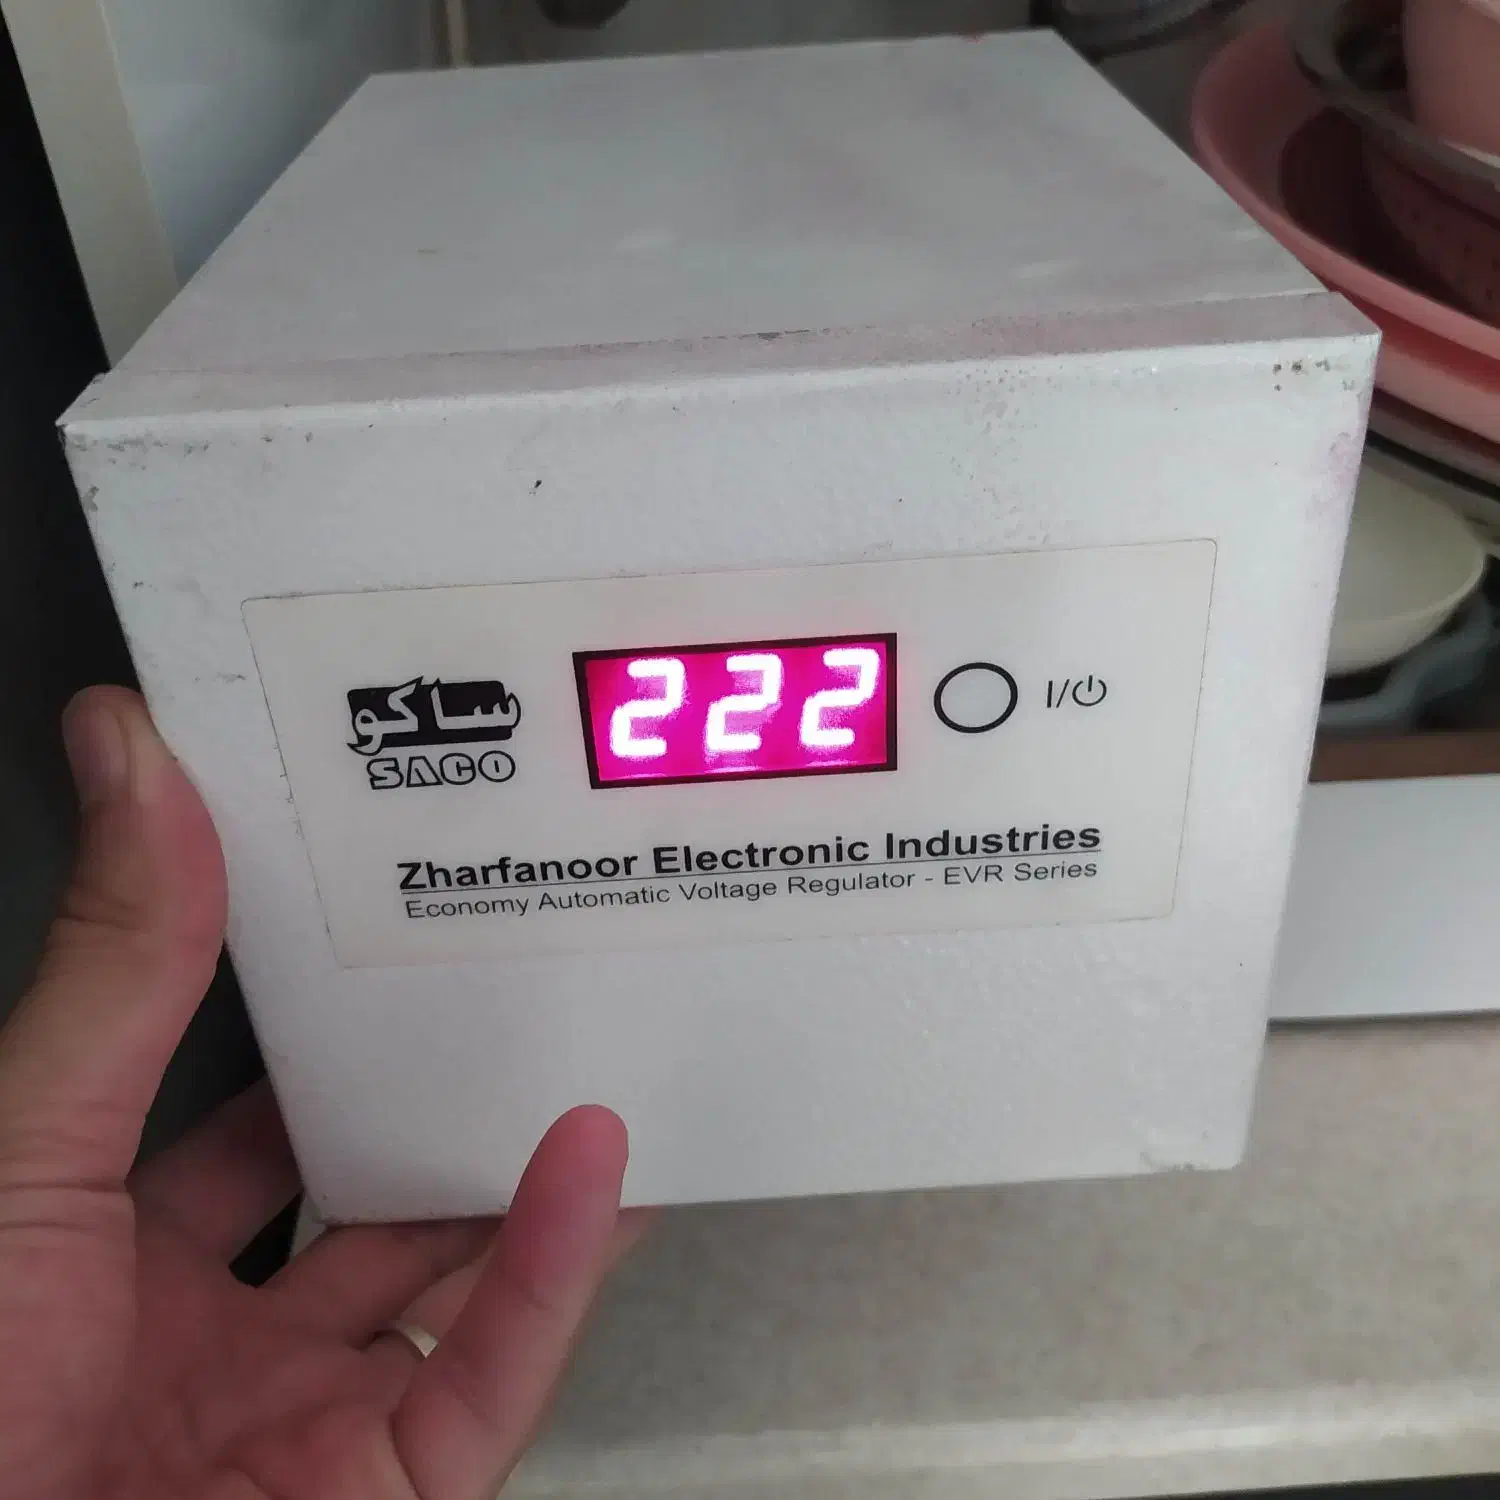 ساکو
SACO
222
I/⏻
Zharfanoor Electronic Industries
Economy Automatic Voltage Regulator - EVR Series